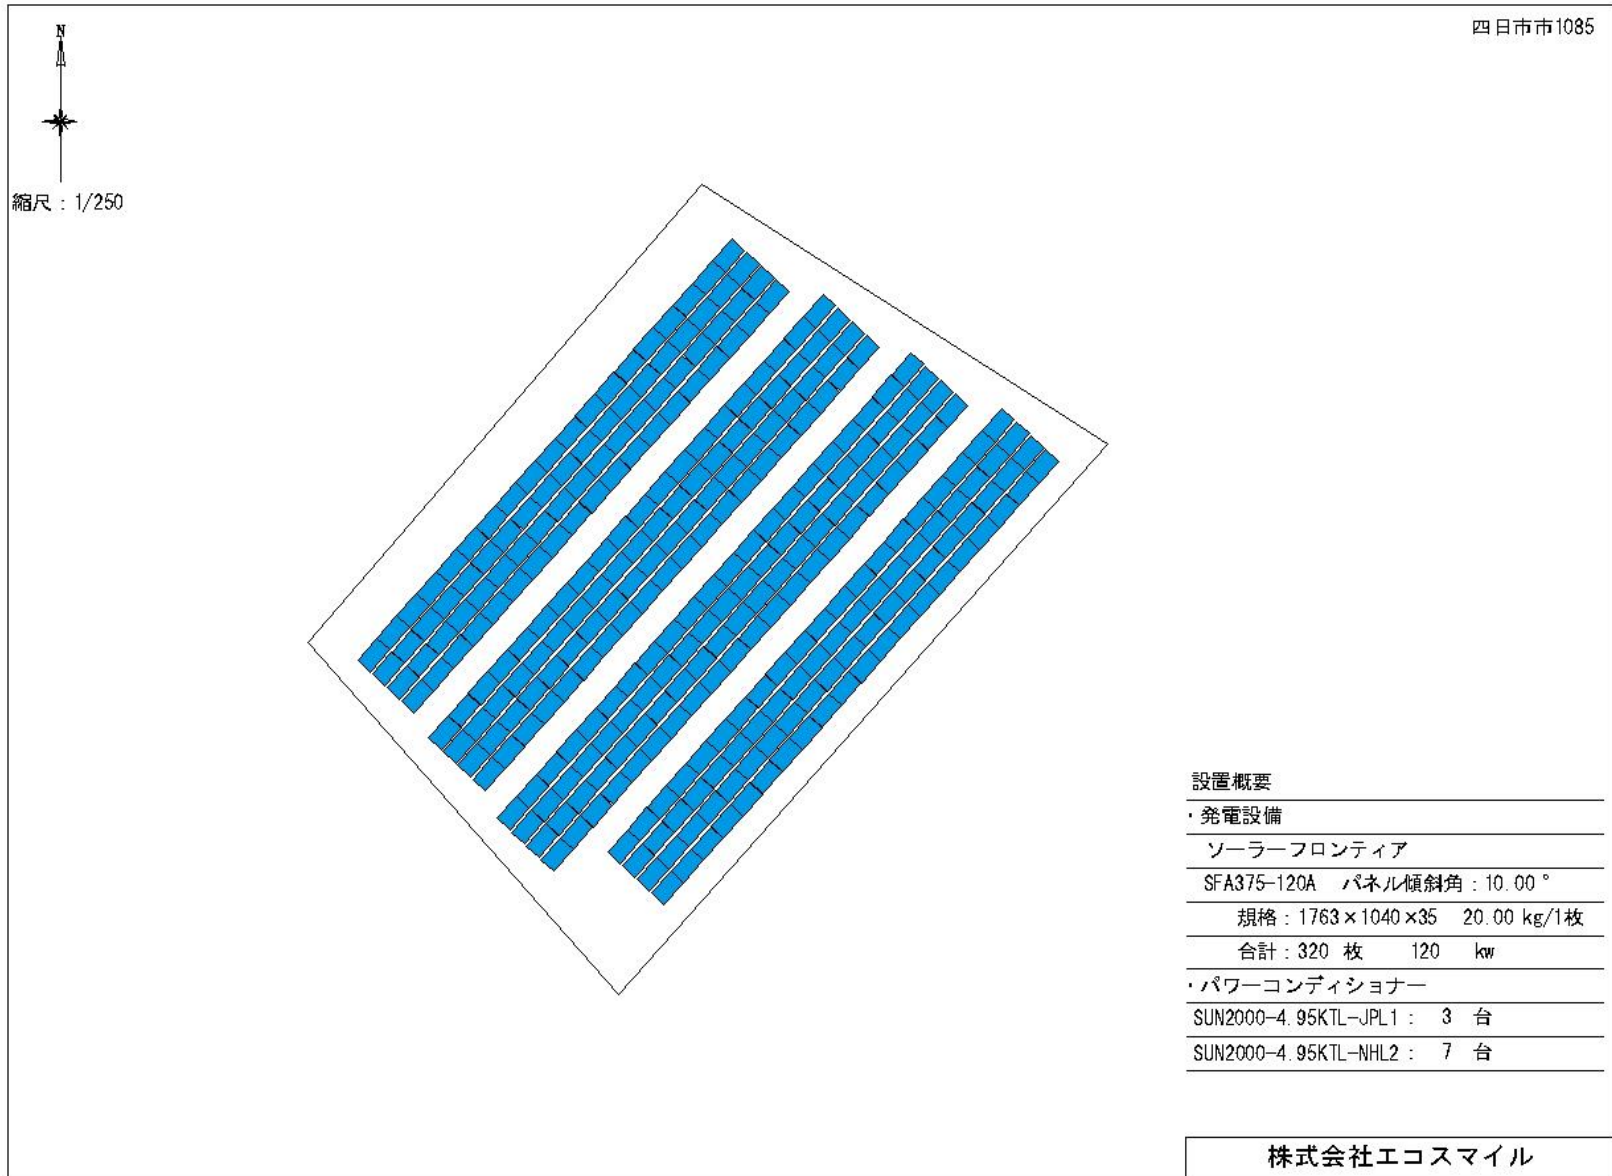 四日市市1085
N
縮尺：1/250
設置概要
・発電設備
ソーラーフロンティア
SFA375-120A パネル傾斜角：10.00°
規格：1763×1040×35 20.00 kg/1枚
合計：320 枚 120 kw
・パワーコンディショナー
SUN2000-4.95KTL-JPL1： 3 台
SUN2000-4.95KTL-NHL2： 7 台
株式会社エコスマイル